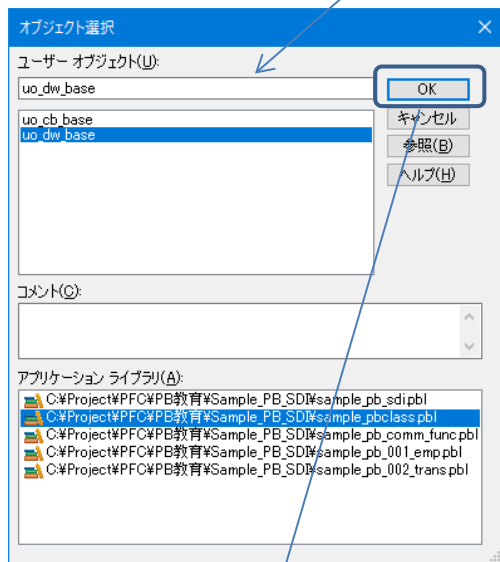 オブジェクト選択
ユーザー オブジェクト(U):
uo_dw_base
OK
uo_cb_base
uo_dw_base
キャンセル
参照(B)
ヘルプ(H)
コメント(C):
アプリケーション ライブラリ(A):
C:¥Project¥PFC¥PB教育¥Sample_PB_SDI¥sample_pb_sdi.pbl
C:¥Project¥PFC¥PB教育¥Sample_PB_SDI¥sample_pbclass.pbl
C:¥Project¥PFC¥PB教育¥Sample_PB_SDI¥sample_pb_comm_func.pbl
C:¥Project¥PFC¥PB教育¥Sample_PB_SDI¥sample_pb_001_emp.pbl
C:¥Project¥PFC¥PB教育¥Sample_PB_SDI¥sample_pb_002_trans.pbl